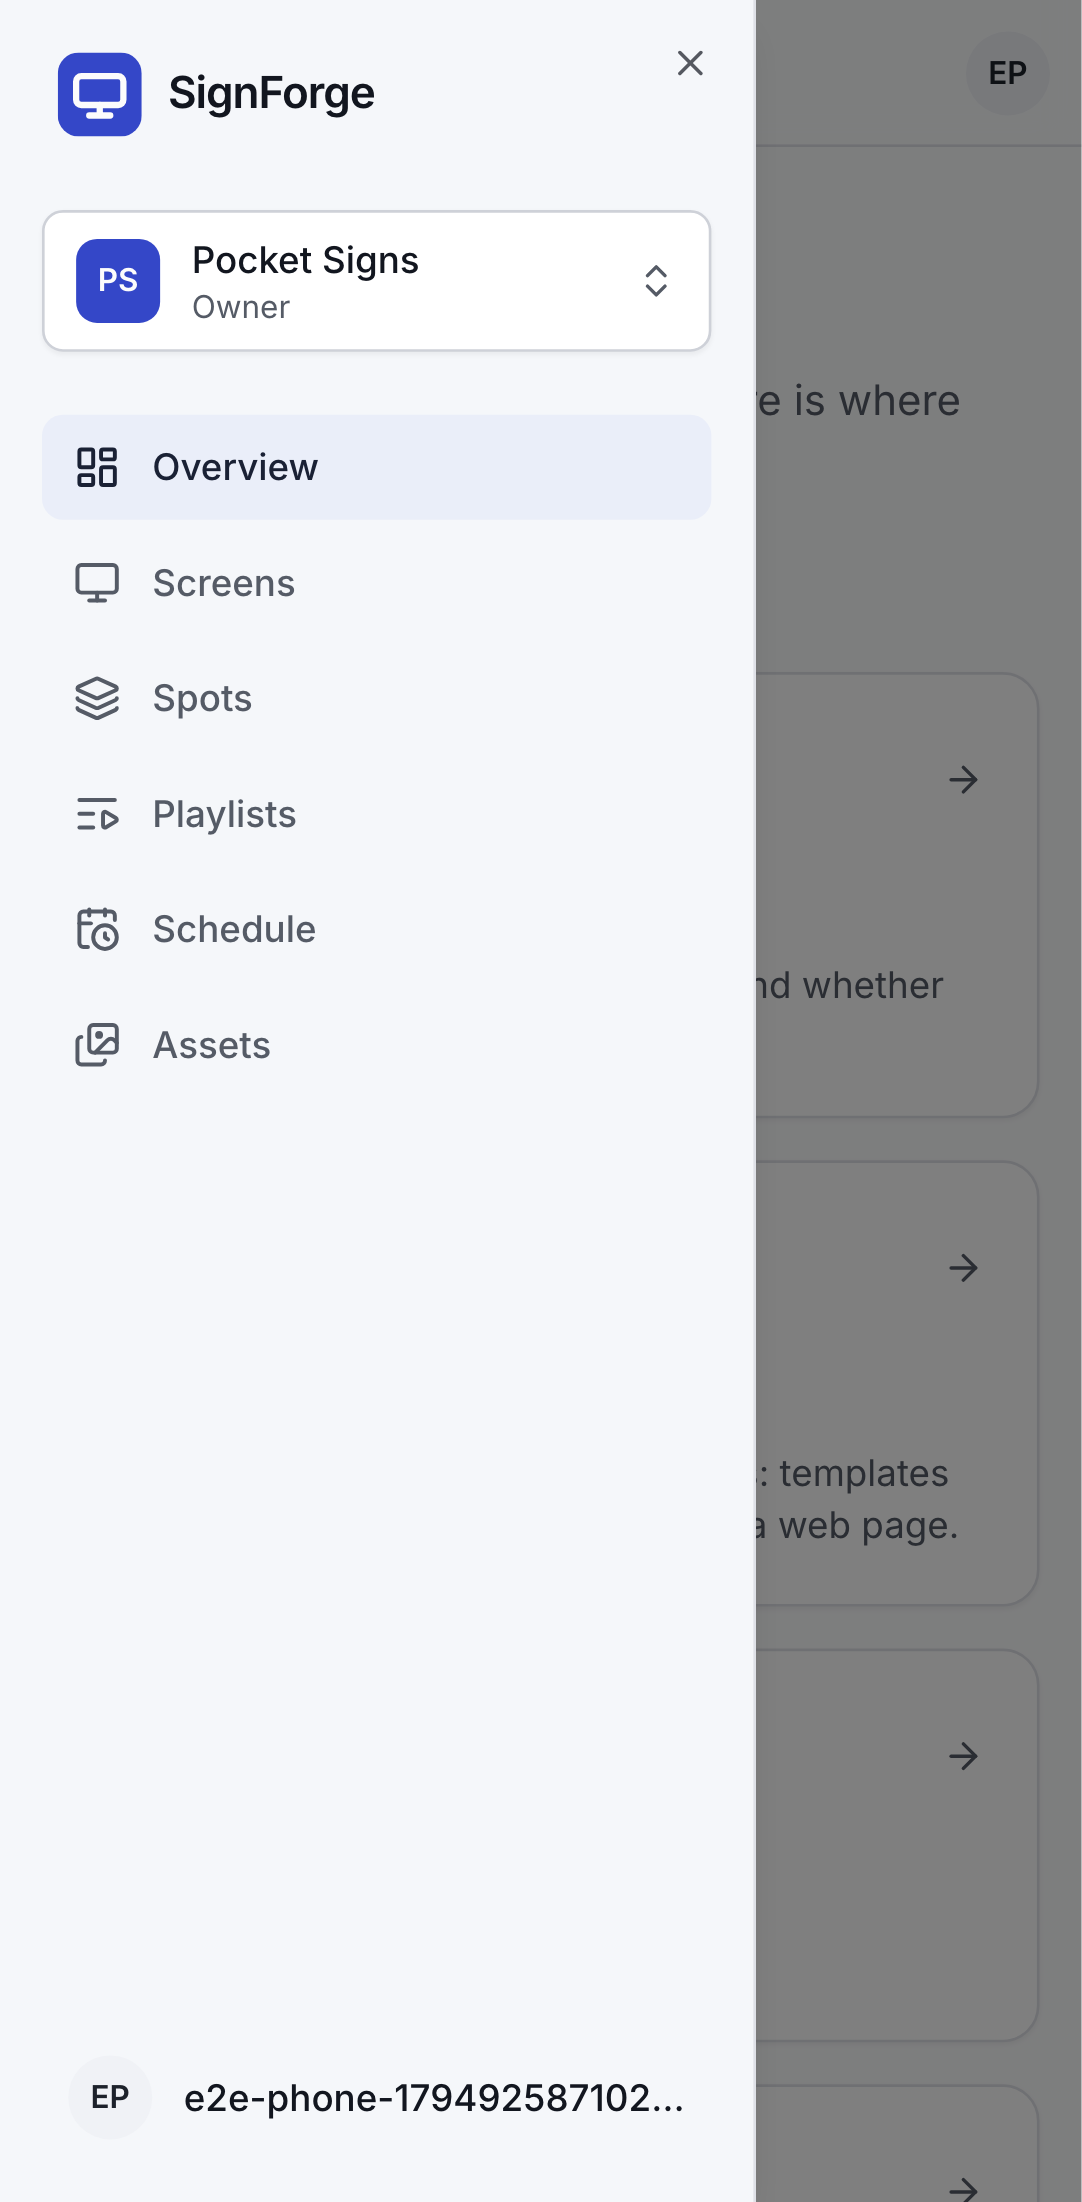 SignForge
EP
PS
Pocket Signs
Owner
Overview
Screens
Spots
Playlists
Schedule
Assets
is where
whether
templates
web page.
EP
e2e-phone-179492587102...